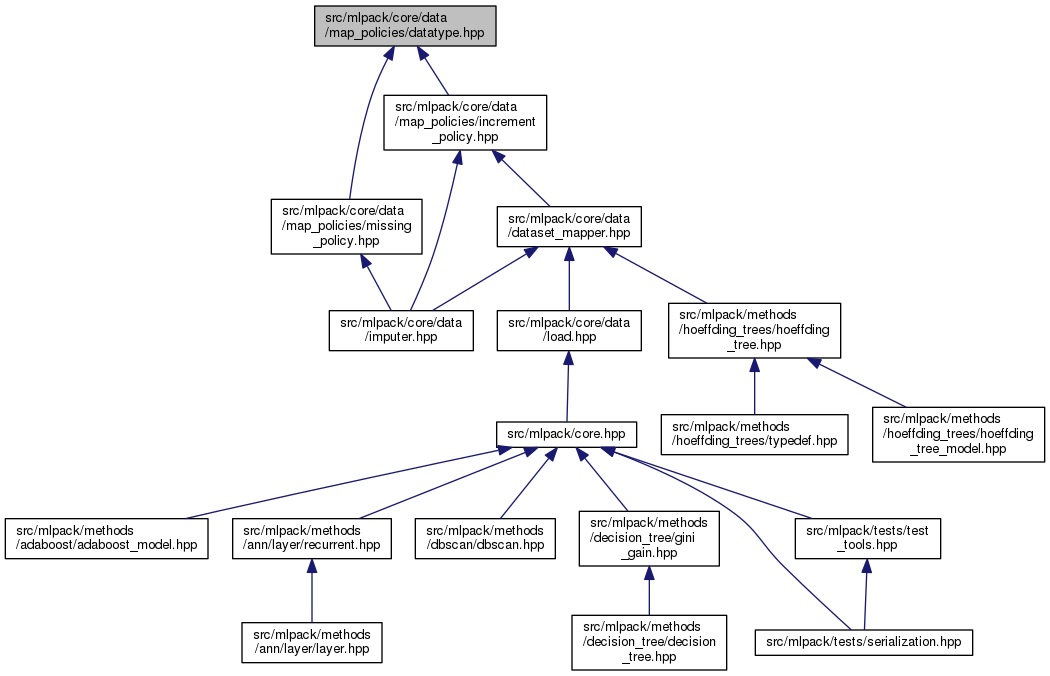 src/mlpack/core/data
/map_policies/datatype.hpp
src/mlpack/core/data
/map_policies/increment
_policy.hpp
src/mlpack/core/data
/map_policies/missing
_policy.hpp
src/mlpack/core/data
/dataset_mapper.hpp
src/mlpack/core/data
/imputer.hpp
src/mlpack/core/data
/load.hpp
src/mlpack/methods
/hoeffding_trees/hoeffding
_tree.hpp
src/mlpack/core.hpp
src/mlpack/methods
/hoeffding_trees/typedef.hpp
src/mlpack/methods
/hoeffding_trees/hoeffding
_tree_model.hpp
src/mlpack/methods
/adaboost/adaboost_model.hpp
src/mlpack/methods
/ann/layer/recurrent.hpp
src/mlpack/methods
/dbscan/dbscan.hpp
src/mlpack/methods
/decision_tree/gini
_gain.hpp
src/mlpack/tests/test
_tools.hpp
src/mlpack/methods
/ann/layer/layer.hpp
src/mlpack/methods
/decision_tree/decision
_tree.hpp
src/mlpack/tests/serialization.hpp